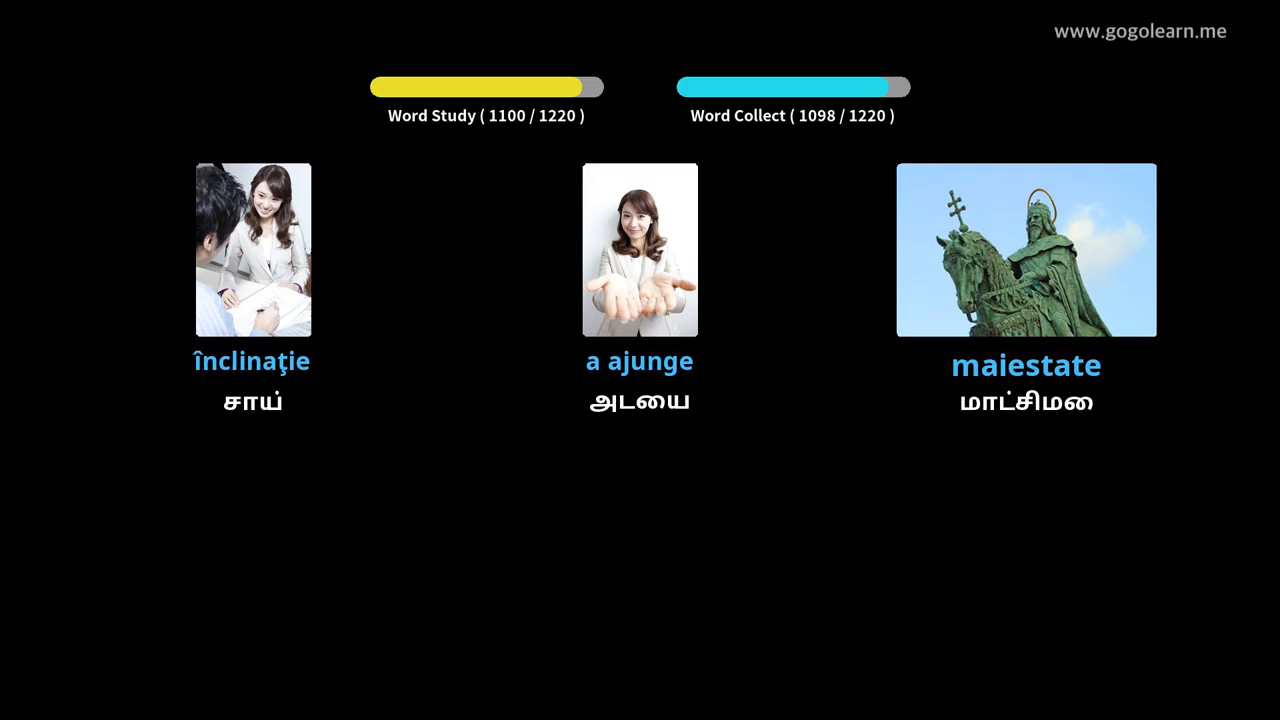 www.gogolearn.me
Word Study ( 1100 / 1220 )
Word Collect ( 1098 / 1220 )
înclinaţie
a ajunge
maiestate
சாய்
அடயை
மாட்சிமை